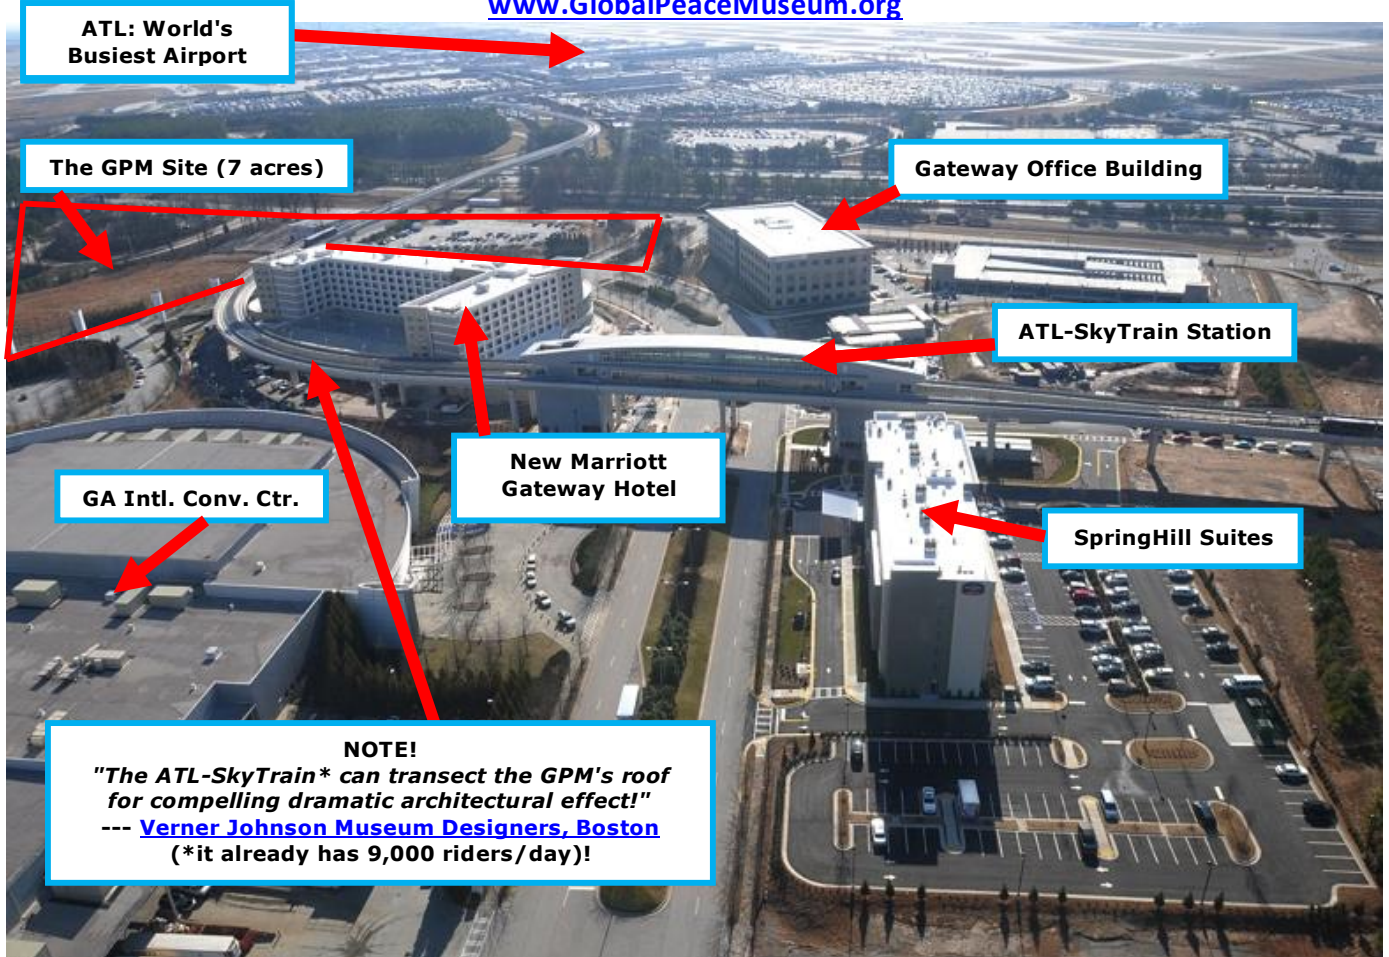 www.GlobalPeaceMuseum.org
ATL: World's
Busiest Airport
The GPM Site (7 acres)
Gateway Office Building
ATL-SkyTrain Station
New Marriott
Gateway Hotel
GA Intl. Conv. Ctr.
SpringHill Suites
NOTE!
"The ATL-SkyTrain* can transect the GPM's roof
for compelling dramatic architectural effect!"
--- Verner Johnson Museum Designers, Boston
(*it already has 9,000 riders/day)!